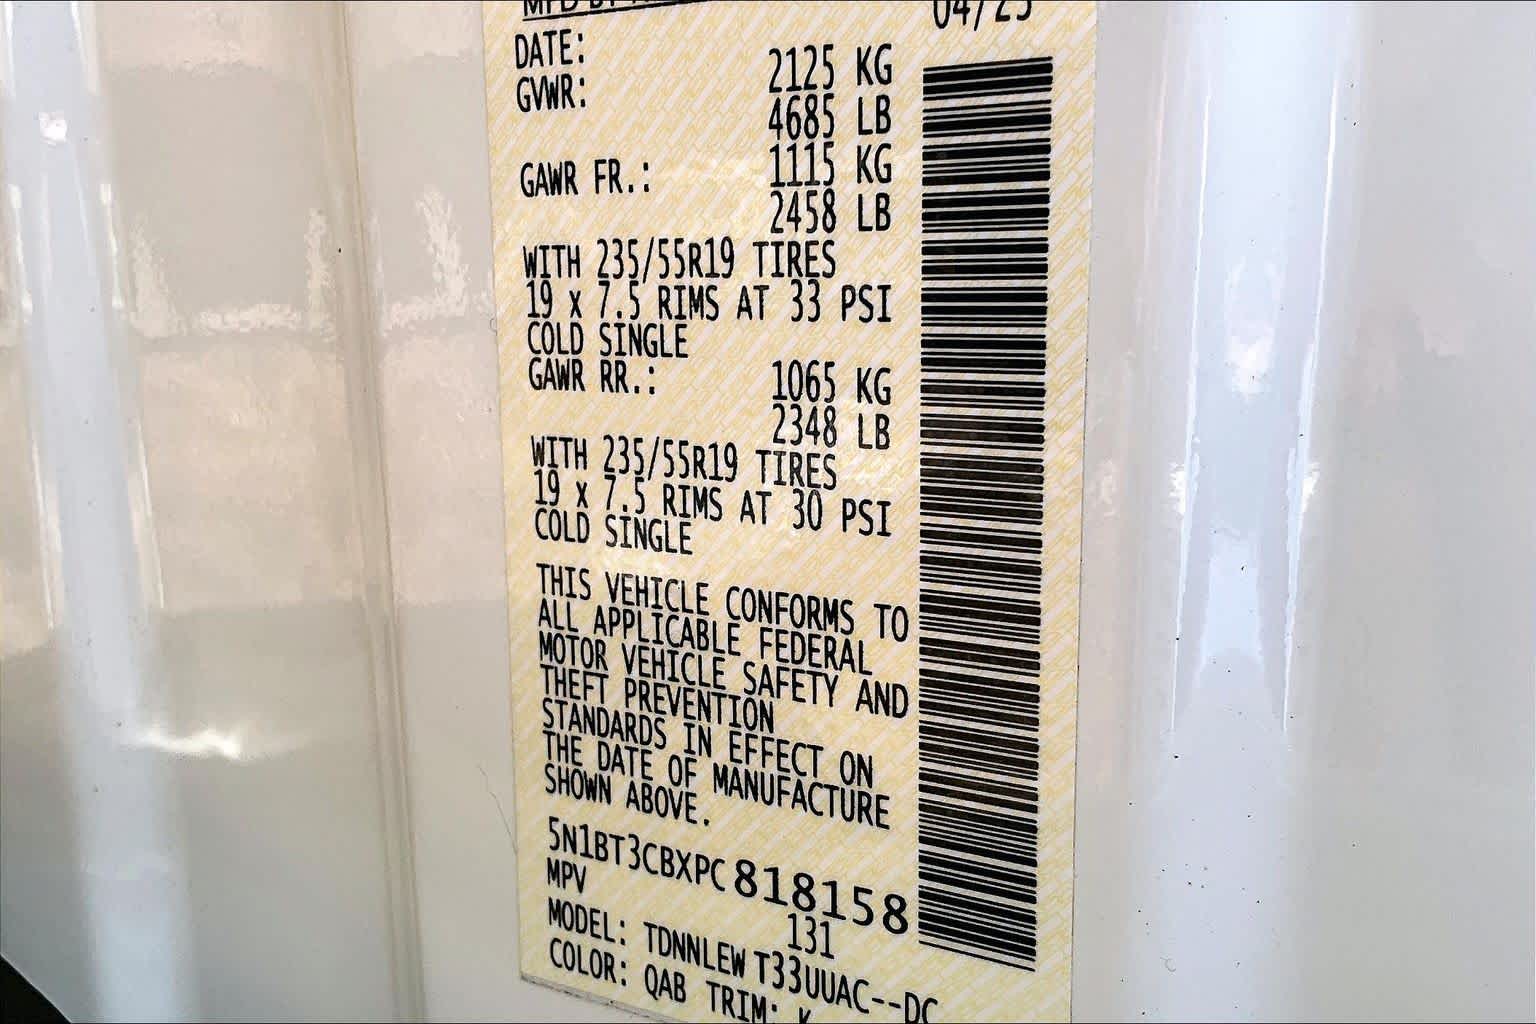 MFD BY
04/23
DATE:
GVWR: 2125 KG
4685 LB
GAWR FR.: 1115 KG
2458 LB
WITH 235/55R19 TIRES
19 x 7.5 RIMS AT 33 PSI
COLD SINGLE
GAWR RR.: 1065 KG
2348 LB
WITH 235/55R19 TIRES
19 x 7.5 RIMS AT 30 PSI
COLD SINGLE
THIS VEHICLE CONFORMS TO
ALL APPLICABLE FEDERAL
MOTOR VEHICLE SAFETY AND
THEFT PREVENTION
STANDARDS IN EFFECT ON
THE DATE OF MANUFACTURE
SHOWN ABOVE.
5N1BT3CBXPC818158
MPV 131
MODEL: TDNNLEWT33UUAC--DC
COLOR: QAB TRIM: K